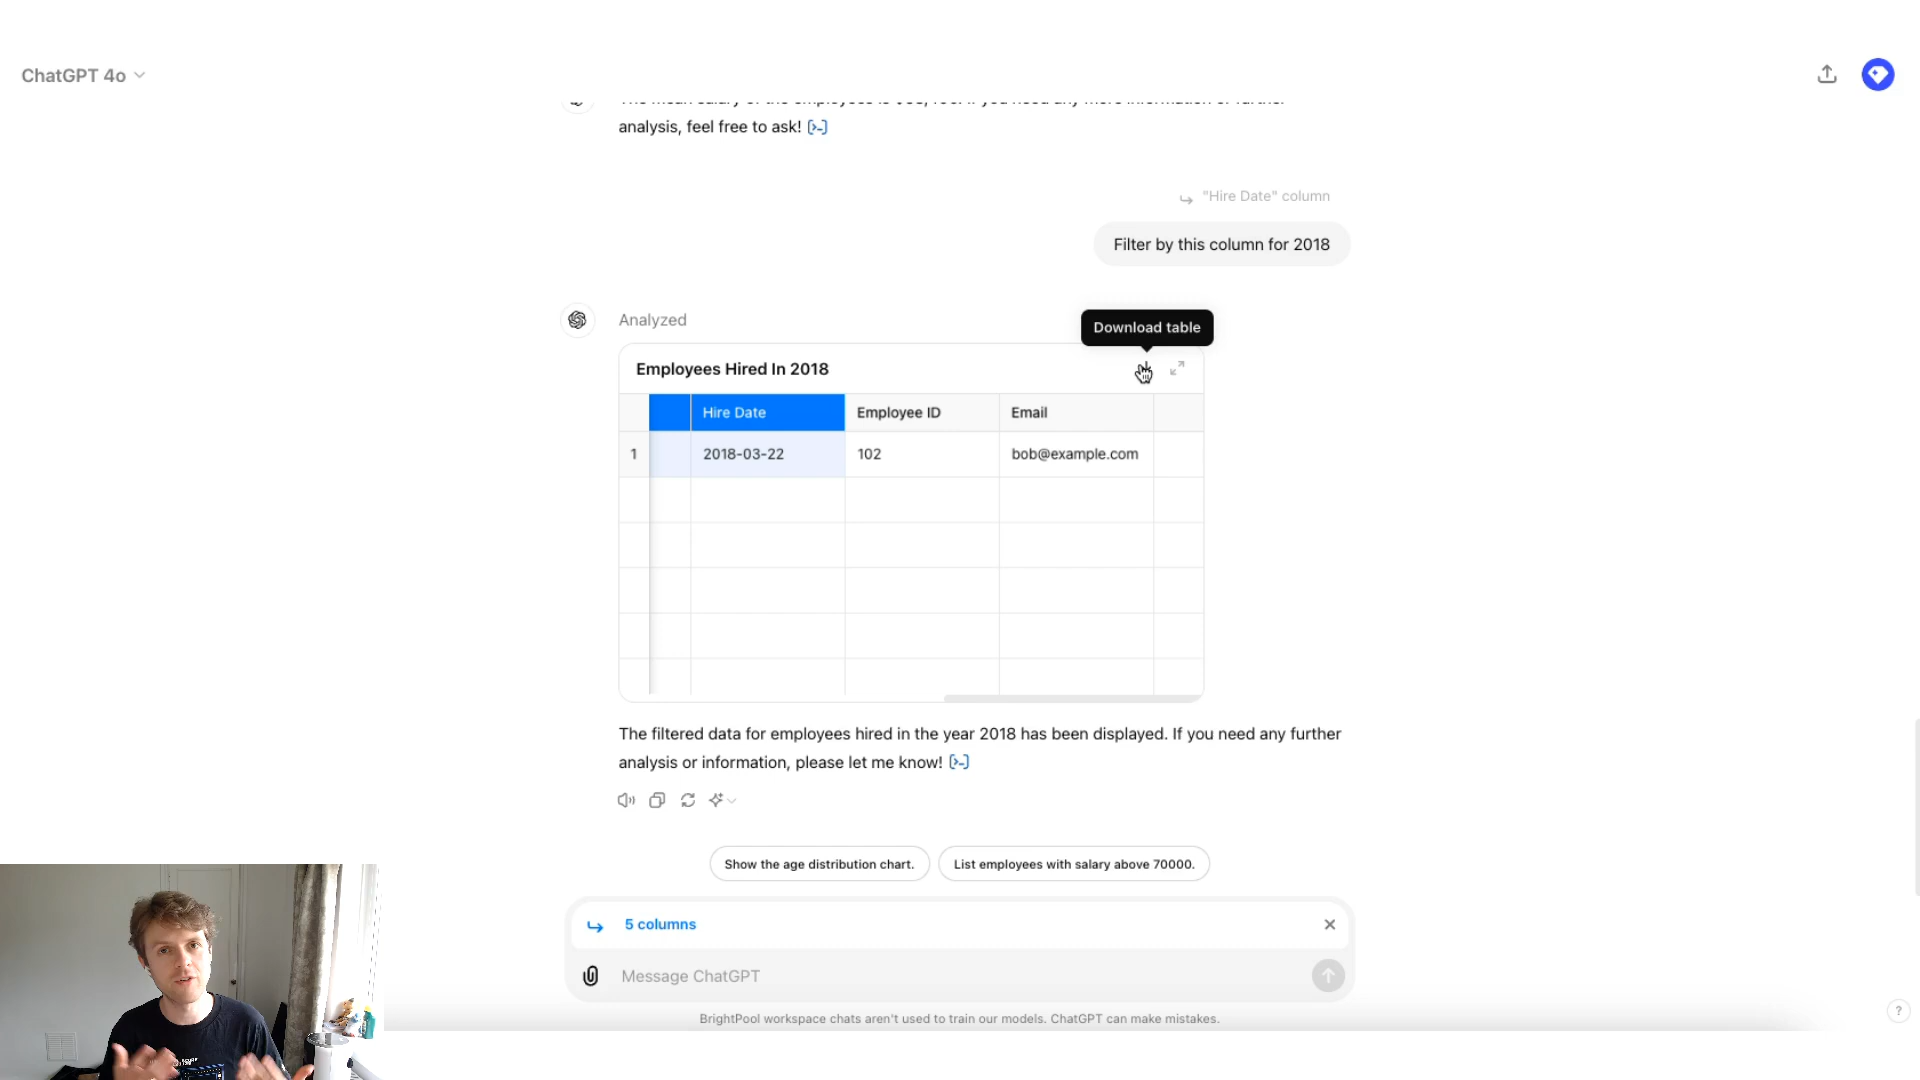 ChatGPT 4o
analysis, feel free to ask!
"Hire Date" column
Filter by this column for 2018
Analyzed
Download table
Employees Hired In 2018
Hire Date Employee ID Email
1 2018-03-22 102 bob@example.com
The filtered data for employees hired in the year 2018 has been displayed. If you need any further
analysis or information, please let me know!
Show the age distribution chart. List employees with salary above 70000.
5 columns
Message ChatGPT
BrightPool workspace chats aren't used to train our models. ChatGPT can make mistakes.
?